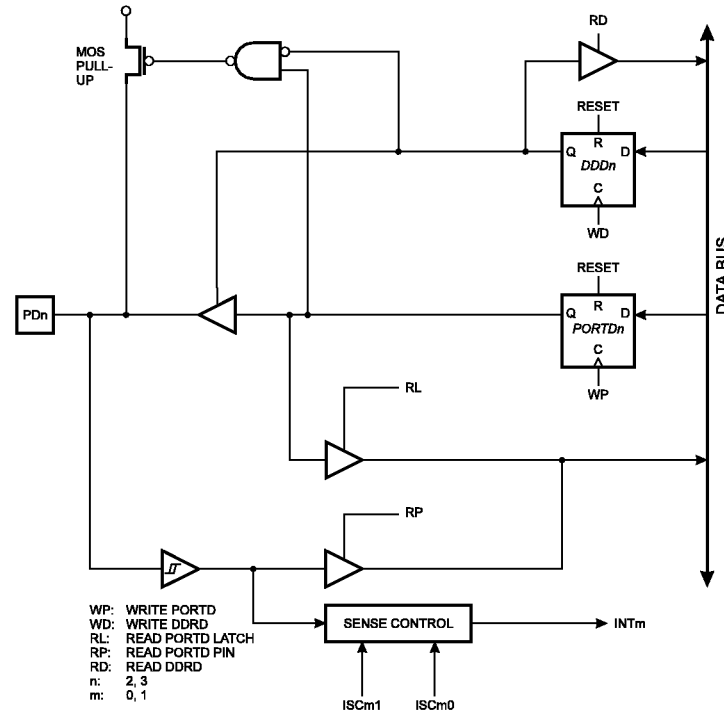 RD
MOS
PULL-
UP
RESET
R
Q
D
DDDn
C
WD
DATA BUS
RESET
PDn
R
Q
D
PORTDn
C
WP
RL
RP
WP: WRITE PORTD
WD: WRITE DDRD
RL: READ PORTD LATCH
RP: READ PORTD PIN
RD: READ DDRD
n: 2, 3
m: 0, 1
SENSE CONTROL
INTm
ISCm1
ISCm0